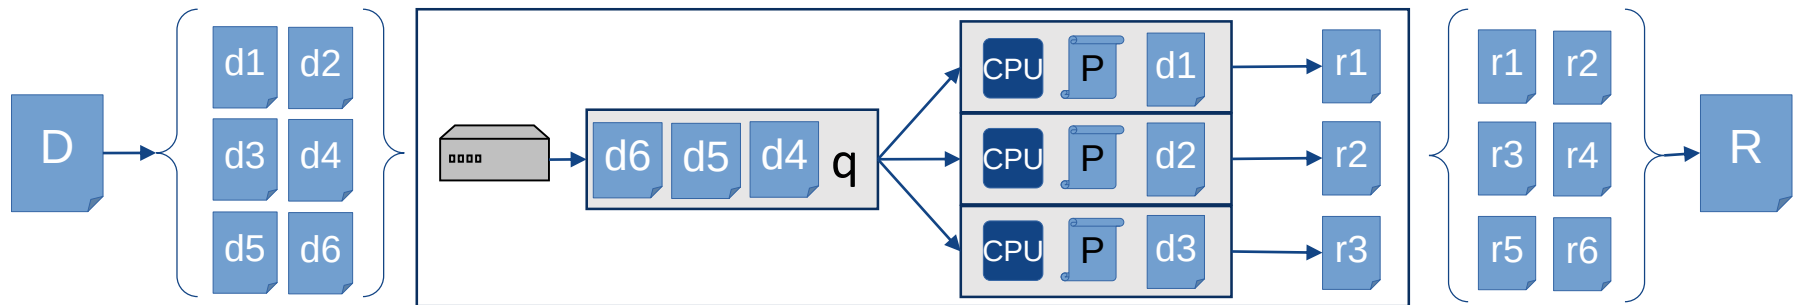 D
d1 d2
d3 d4
d5 d6
d6 d5 d4 q
CPU P d1
CPU P d2
CPU P d3
r1
r2
r3
r1 r2
r3 r4
r5 r6
R